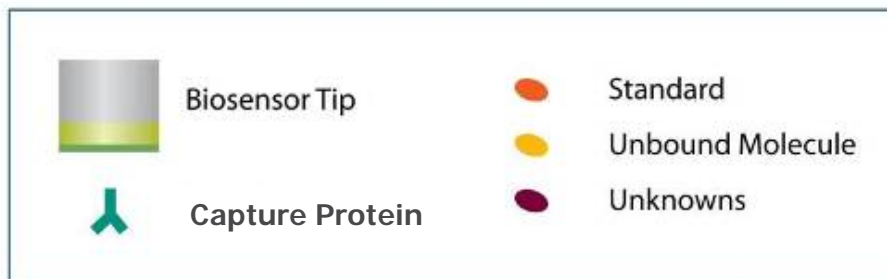 Biosensor Tip
Capture Protein
Standard
Unbound Molecule
Unknowns